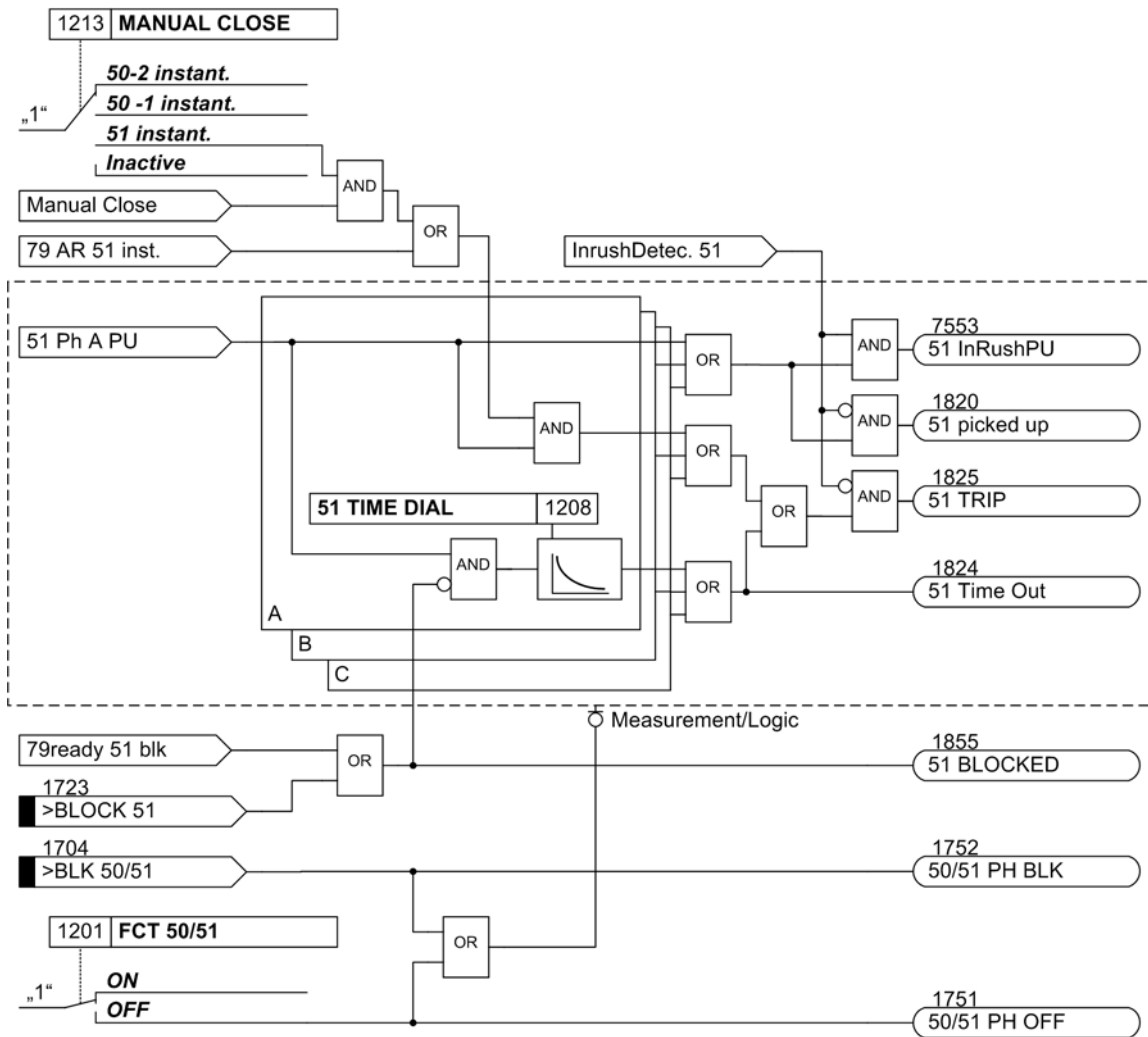 1213 MANUAL CLOSE
50-2 instant.
50 -1 instant.
„1“
51 instant.
Inactive
AND
Manual Close
OR
79 AR 51 inst.
InrushDetec. 51
51 Ph A PU
OR
AND
7553
51 InRushPU
AND
1820
51 picked up
AND
OR
51 TIME DIAL 1208
OR
AND
1825
51 TRIP
AND
OR
1824
51 Time Out
A
B
C
Measurement/Logic
79ready 51 blk
OR
1855
51 BLOCKED
1723
>BLOCK 51
1704
>BLK 50/51
1752
50/51 PH BLK
1201 FCT 50/51
OR
„1“
ON
OFF
1751
50/51 PH OFF